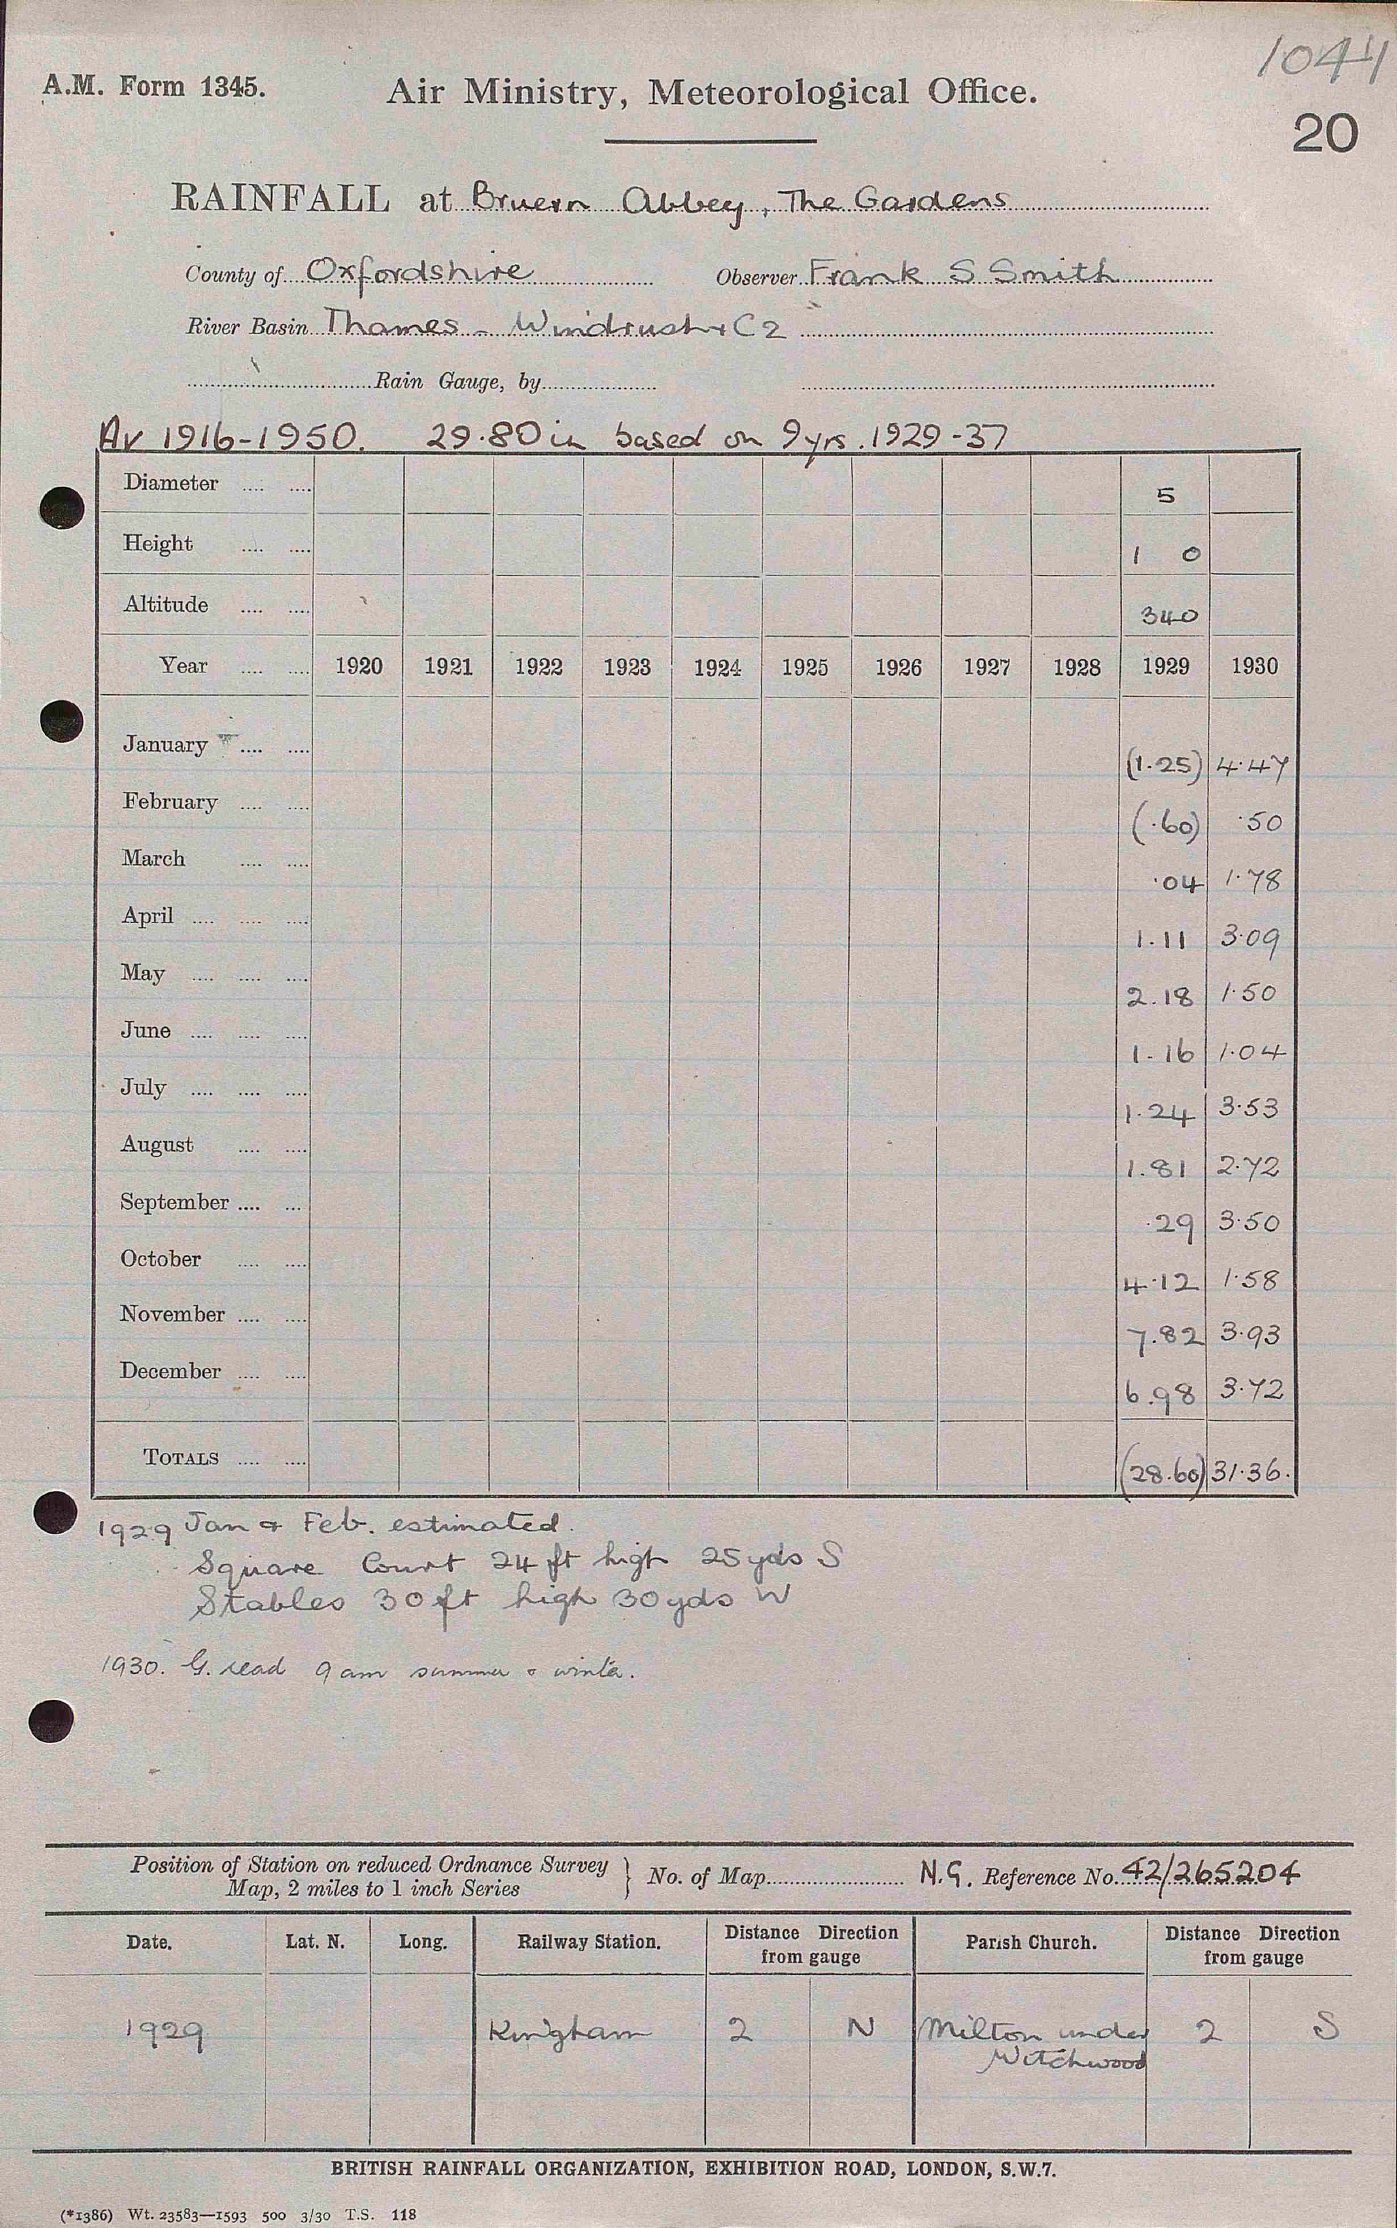 1044
A.M. Form 1345.
Air Ministry, Meteorological Office.
20
RAINFALL at Bruern Abbey, The Gardens
County of Oxfordshire Observer Frank S Smith
River Basin Thames - Windrush + C2
Rain Gauge, by
Av 1916-1950. 29.80 in based on 9 yrs. 1929-37
Diameter .... .... 5
Height .... .... 1 0
Altitude .... .... 340
Year .... .... 1920 1921 1922 1923 1924 1925 1926 1927 1928 1929 1930
January .... .... (1.25) 4.47
February .... .... (.60) .50
March .... .... .04 1.78
April .... .... .... 1.11 3.09
May .... .... .... 2.18 1.50
June .... .... .... 1.16 1.04
July .... .... .... 1.24 3.53
August .... .... 1.81 2.72
September .... .... .29 3.50
October .... .... 4.12 1.58
November .... .... 7.82 3.93
December .... .... 6.98 3.72
TOTALS .... .... (28.60) 31.36.
1929 Jan & Feb. estimated.
Square Court 24 ft high 25 yds S
Stables 30 ft high 30 yds W
1930. G. read 9 am summer & winter.
Position of Station on reduced Ordnance Survey
Map, 2 miles to 1 inch Series } No. of Map N.G. Reference No. 42/265204
Date. Lat. N. Long. Railway Station. Distance Direction from gauge Parish Church. Distance Direction from gauge
1929 Kingham 2 N Milton under 2 S
Witchwood
BRITISH RAINFALL ORGANIZATION, EXHIBITION ROAD, LONDON, S.W.7.
(*1386) Wt. 23583—1593 500 3/30 T.S. 118